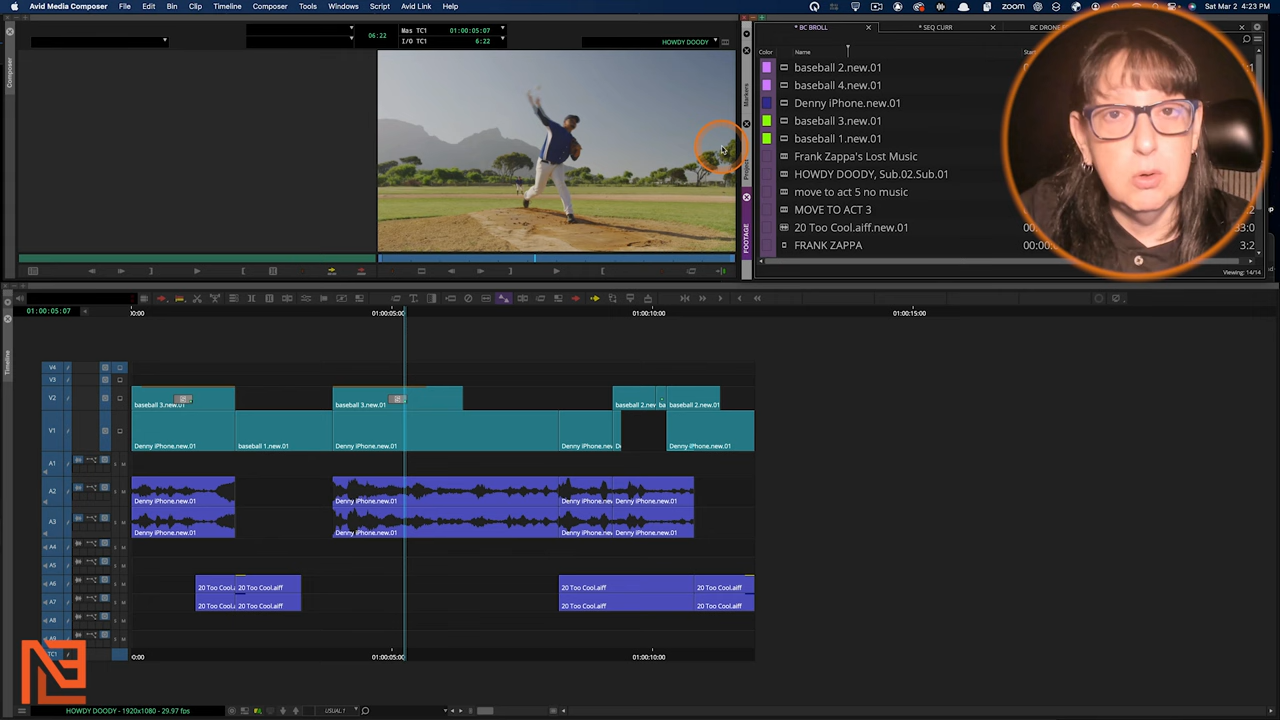 Avid Media Composer File Edit Bin Clip Timeline Composer Tools Windows Script Avid Link Help zoom Sat Mar 2 4:23 PM
06:22 Mas TC1 01:00:05:07
I/O TC1 6:22
HOWDY DOODY
Composer
* BC BROLL * SEQ CURR BC DRONE
Color Name
baseball 2.new.01
baseball 4.new.01
Denny iPhone.new.01
baseball 3.new.01
baseball 1.new.01
Frank Zappa's Lost Music
HOWDY DOODY, Sub.02.Sub.01
move to act 5 no music
MOVE TO ACT 3
20 Too Cool.aiff.new.01
FRANK ZAPPA
Markers
Project
FOOTAGE
Viewing: 14/14
01:00:05:07
:00:00 01:00:05:00 01:00:10:00 01:00:15:00
Timeline
V4
V3
V2 baseball 3.new.01 baseball 3.new.01 baseball 2.new ba baseball 2.new.01
V1 Denny iPhone.new.01 baseball 1.new.01 Denny iPhone.new.01 Denny iPhone.new D Denny iPhone.new.01
A1 S M
A2 Denny iPhone.new.01 Denny iPhone.new.01 Denny iPhone.new Denny iPhone.new.01 S M
A3 Denny iPhone.new.01 Denny iPhone.new.01 Denny iPhone.new Denny iPhone.new.01 S M
A4 S M
A5 S M
A6 S M 20 Too Cool.a 20 Too Cool.aiff 20 Too Cool.aiff 20 Too Cool.aiff
A7 S M 20 Too Cool.a 20 Too Cool.aiff 20 Too Cool.aiff 20 Too Cool.aiff
A8 S M
A9 S M
TC1 :00:00 01:00:05:00 01:00:10:00
HOWDY DOODY - 1920x1080 - 29.97 fps USUAL 1